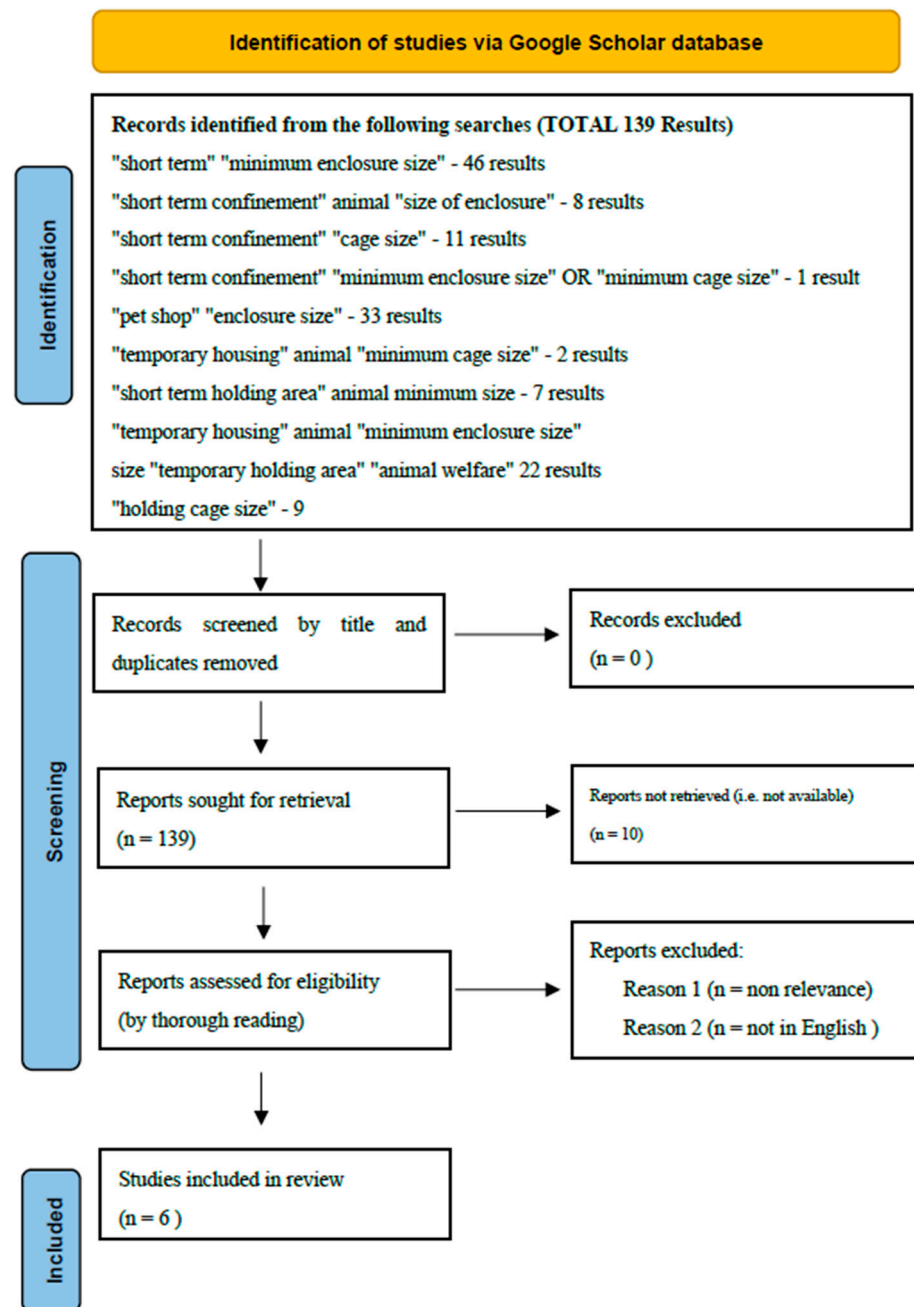 Identification of studies via Google Scholar database
Identification
Records identified from the following searches (TOTAL 139 Results)
"short term" "minimum enclosure size" - 46 results
"short term confinement" animal "size of enclosure" - 8 results
"short term confinement" "cage size" - 11 results
"short term confinement" "minimum enclosure size" OR "minimum cage size" - 1 result
"pet shop" "enclosure size" - 33 results
"temporary housing" animal "minimum cage size" - 2 results
"short term holding area" animal minimum size - 7 results
"temporary housing" animal "minimum enclosure size"
size "temporary holding area" "animal welfare" 22 results
"holding cage size" - 9
Screening
Records screened by title and
duplicates removed
Records excluded
(n = 0 )
Reports sought for retrieval
(n = 139)
Reports not retrieved (i.e. not available)
(n = 10)
Reports assessed for eligibility
(by thorough reading)
Reports excluded:
Reason 1 (n = non relevance)
Reason 2 (n = not in English )
Included
Studies included in review
(n = 6 )